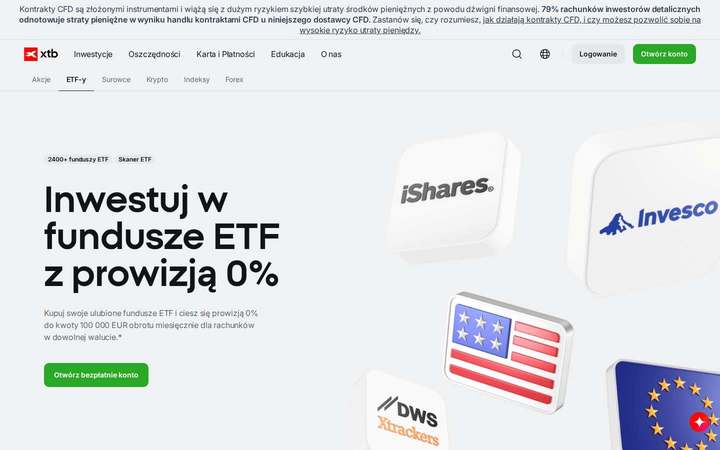 Kontrakty CFD są złożonymi instrumentami i wiążą się z dużym ryzykiem szybkiej utraty środków pieniężnych z powodu dźwigni finansowej. 79% rachunków inwestorów detalicznych
odnotowuje straty pieniężne w wyniku handlu kontraktami CFD u niniejszego dostawcy CFD. Zastanów się, czy rozumiesz, jak działają kontrakty CFD, i czy możesz pozwolić sobie na
wysokie ryzyko utraty pieniędzy.
xtb Inwestycje Oszczędności Karta i Płatności Edukacja O nas Logowanie Otwórz konto
Akcje ETF-y Surowce Krypto Indeksy Forex
2400+ funduszy ETF Skaner ETF
Inwestuj w
fundusze ETF
z prowizją 0%
Kupuj swoje ulubione fundusze ETF i ciesz się prowizją 0%
do kwoty 100 000 EUR obrotu miesięcznie dla rachunków
w dowolnej walucie.*
Otwórz bezpłatnie konto
iShares®
Invesco
DWS
Xtrackers